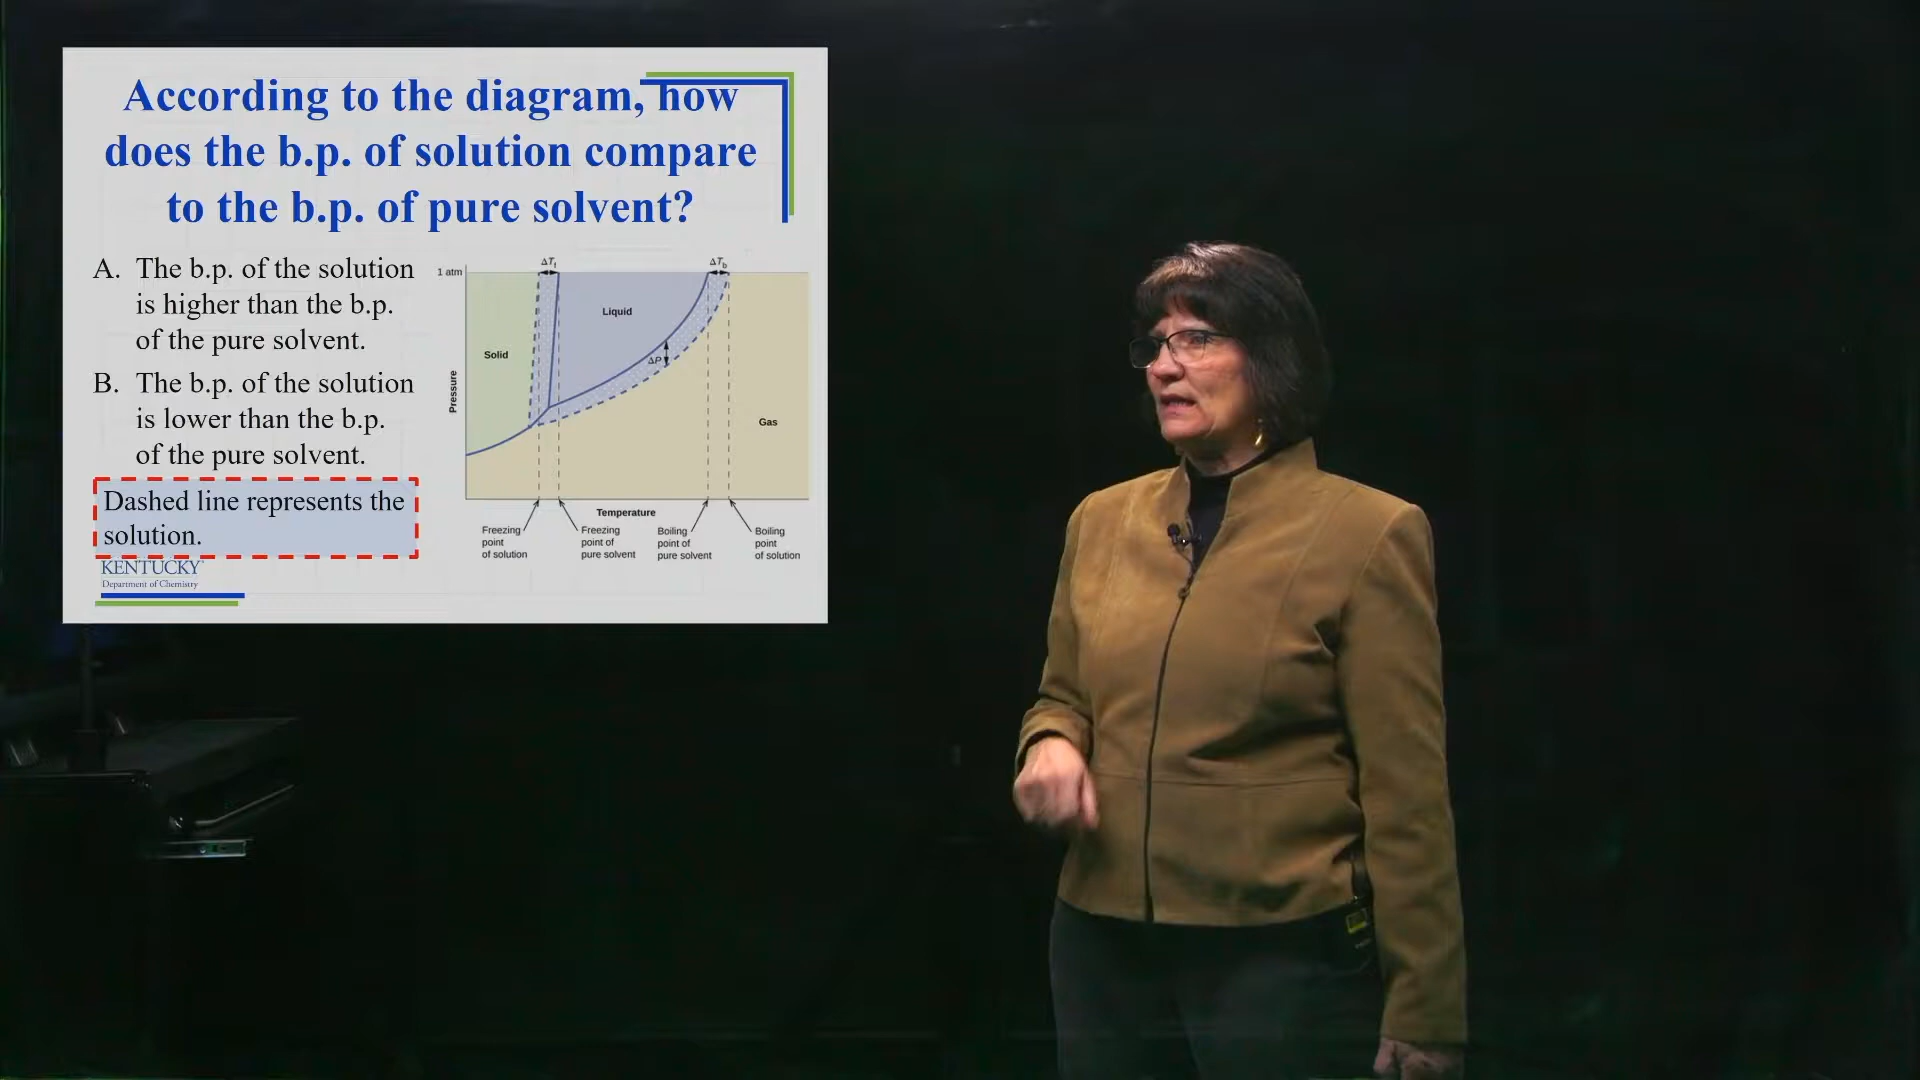 According to the diagram, how
does the b.p. of solution compare
to the b.p. of pure solvent?
A. The b.p. of the solution
is higher than the b.p.
of the pure solvent.
B. The b.p. of the solution
is lower than the b.p.
of the pure solvent.
Dashed line represents the
solution.
KENTUCKY
Department of Chemistry
1 atm
ΔTf
ΔTb
Liquid
Solid
ΔP
Pressure
Gas
Temperature
Freezing
point
of solution
Freezing
point of
pure solvent
Boiling
point of
pure solvent
Boiling
point
of solution